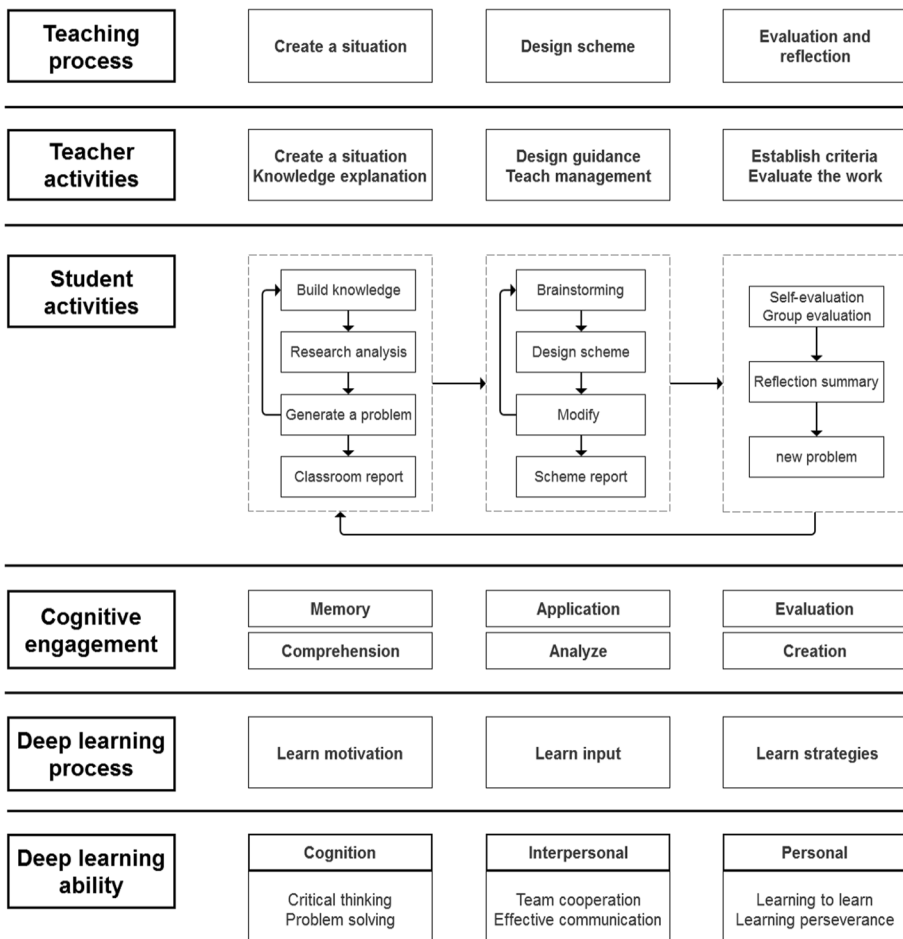 Teaching
process
Create a situation
Design scheme
Evaluation and
reflection
Teacher
activities
Create a situation
Knowledge explanation
Design guidance
Teach management
Establish criteria
Evaluate the work
Student
activities
Build knowledge
Research analysis
Generate a problem
Classroom report
Brainstorming
Design scheme
Modify
Scheme report
Self-evaluation
Group evaluation
Reflection summary
new problem
Cognitive
engagement
Memory
Comprehension
Application
Analyze
Evaluation
Creation
Deep learning
process
Learn motivation
Learn input
Learn strategies
Deep learning
ability
Cognition
Critical thinking
Problem solving
Interpersonal
Team cooperation
Effective communication
Personal
Learning to learn
Learning perseverance